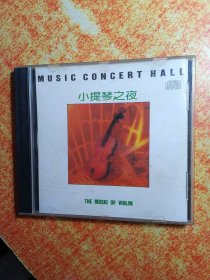 MUSIC CONCERT HALL
小提琴之夜
THE MUSIC OF VIOLIN